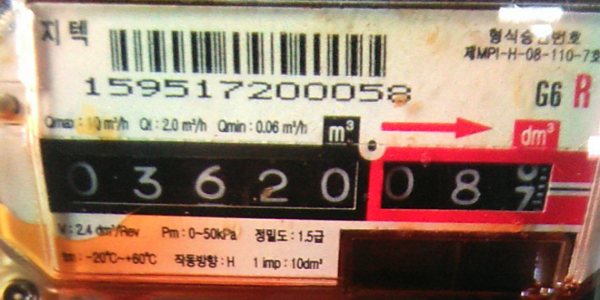 지텍
형식승인번호
제MPI-H-08-110-7호
159517200058
G6 R
Qmax : 10 m³/h Qt : 2.0 m³/h Qmin : 0.06 m³/h m³ dm³
03620 087
V : 2.4 dm³/Rev Pm : 0~50kPa 정밀도 : 1.5급
tm : -20℃~+60℃ 작동방향 : H 1 imp : 10dm³